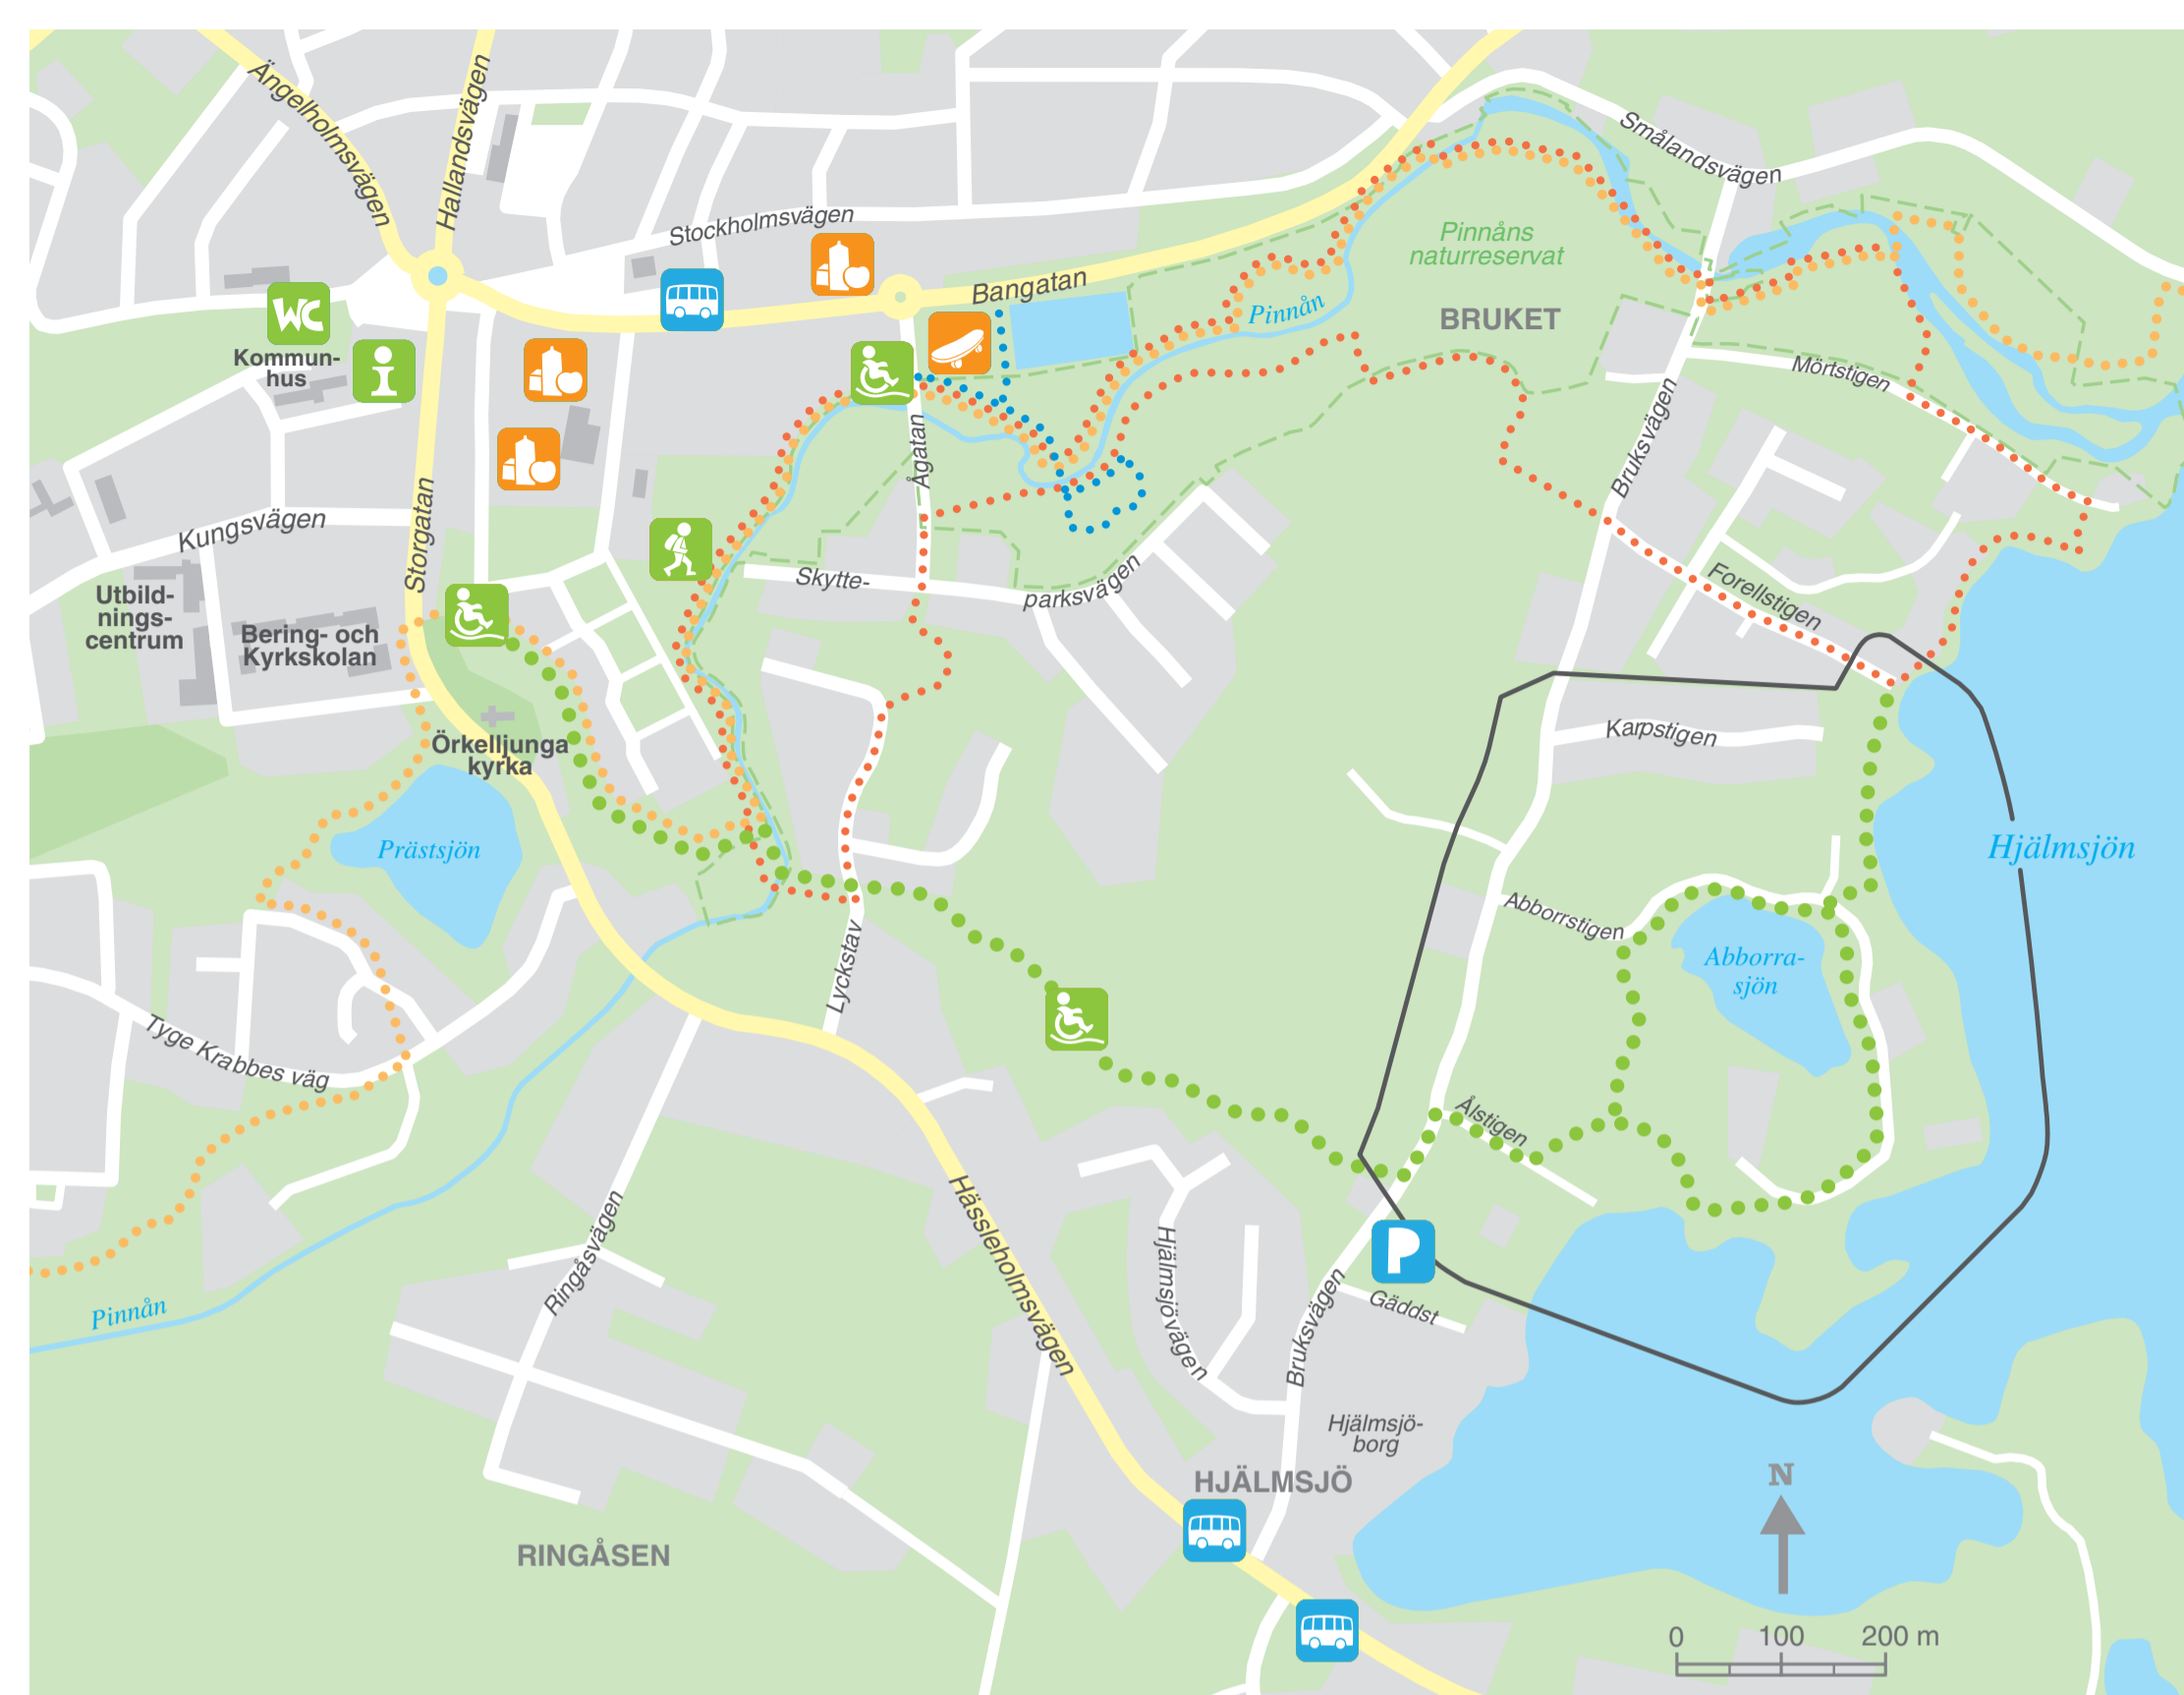 Ängelholmsvägen
Hallandsvägen
Smålandsvägen
Stockholmsvägen
Pinnåns
naturreservat
Bangatan
Pinnån
BRUKET
WC
Kommun-
hus
Mörtstigen
Bruksvägen
Ågatan
Kungsvägen
Storgatan
Skytte-
parksvägen
Forellstigen
Utbild-
nings-
centrum
Bering- och
Kyrkskolan
Örkelljunga
kyrka
Karpstigen
Prästsjön
Hjälmsjön
Abborrstigen
Abborra-
sjön
Lyckstav
Tyge Krabbes väg
Ålstigen
Hässleholmsvägen
Ringåsvägen
Hjälmsjövägen
P
Bruksvägen
Gäddst
Pinnån
Hjälmsjö-
borg
HJÄLMSJÖ
N
RINGÅSEN
0 100 200 m